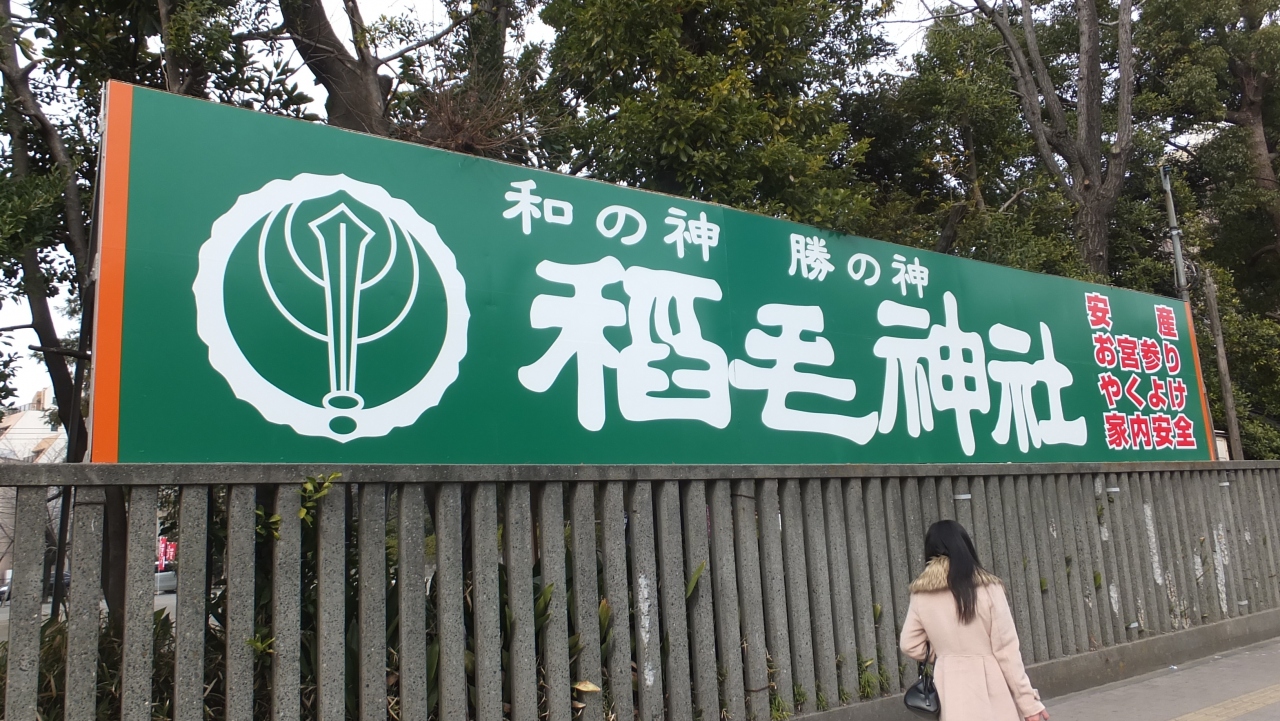 和の神　勝の神
稲毛神社
安　産
お宮参り
やくよけ
家内安全